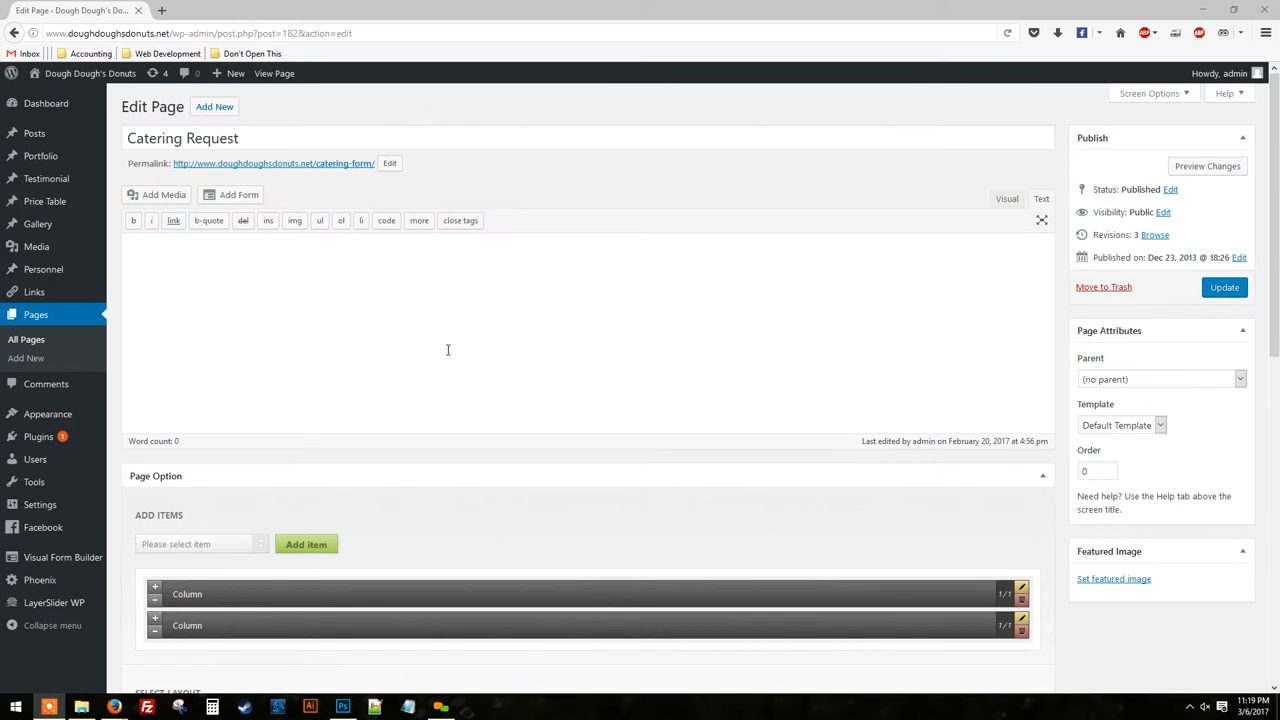 Edit Page ‹ Dough Dough's Do...
www.doughdoughsdonuts.net/wp-admin/post.php?post=182&action=edit
Inbox Accounting Web Development Don't Open This
Dough Dough's Donuts 4 0 New View Page Howdy, admin
Screen Options Help
Edit Page Add New
Catering Request
Permalink: http://www.doughdoughsdonuts.net/catering-form/ Edit
Add Media Add Form Visual Text
b i link b-quote del ins img ul ol li code more close tags
Word count: 0 Last edited by admin on February 20, 2017 at 4:56 pm
Page Option
ADD ITEMS
Please select item Add item
Column 1/1
Column 1/1
SELECT LAYOUT
Dashboard
Posts
Portfolio
Testimonial
Price Table
Gallery
Media
Personnel
Links
Pages
All Pages
Add New
Comments
Appearance
Plugins 1
Users
Tools
Settings
Facebook
Visual Form Builder
Phoenix
LayerSlider WP
Collapse menu
Publish
Preview Changes
Status: Published Edit
Visibility: Public Edit
Revisions: 3 Browse
Published on: Dec 23, 2013 @ 18:26 Edit
Move to Trash Update
Page Attributes
Parent
(no parent)
Template
Default Template
Order
0
Need help? Use the Help tab above the
screen title.
Featured Image
Set featured image
11:19 PM
3/6/2017